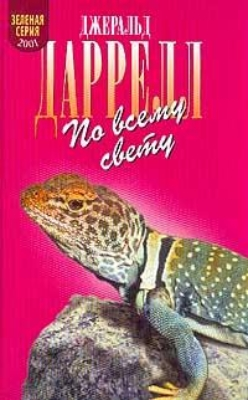 ЗЕЛЕНАЯ
СЕРИЯ
2001
ДЖЕРАЛЬД
ДАРРЕЛЛ
По всему
свету